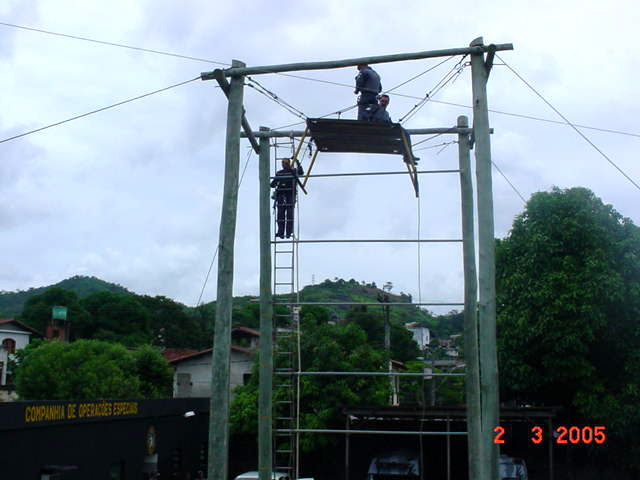 COMPANHIA DE OPERAÇÕES ESPECIAIS
2 3 2005